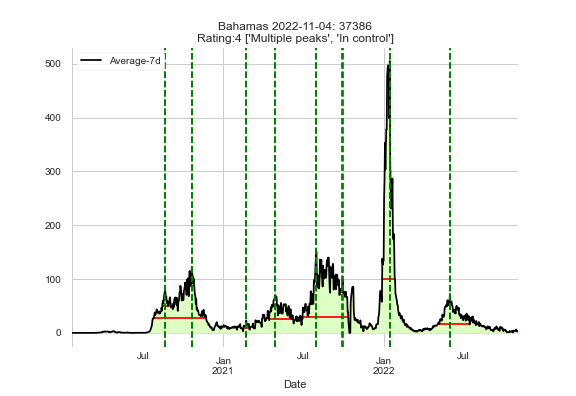 Bahamas 2022-11-04: 37386
Rating:4 ['Multiple peaks', 'In control']
Average-7d
500
400
300
200
100
0
Jul
Jan
2021
Jul
Jan
2022
Jul
Date